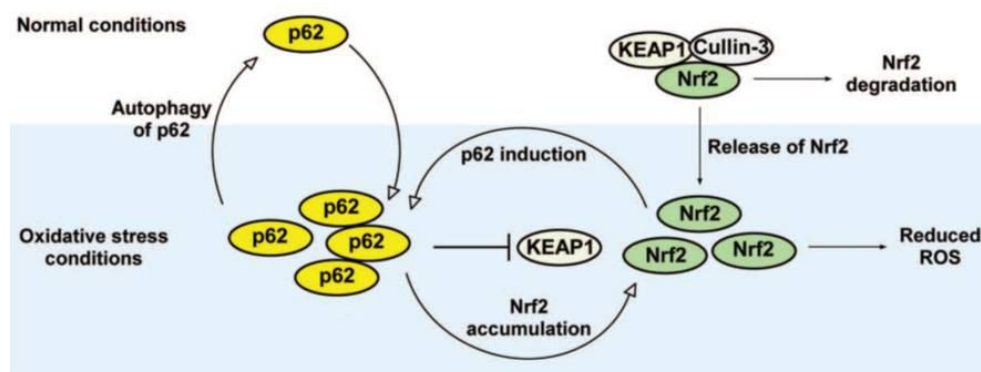 Normal conditions
p62
KEAP1
Cullin-3
Nrf2
Nrf2
degradation
Autophagy
of p62
p62 induction
Release of Nrf2
Oxidative stress
conditions
p62
p62
p62
p62
KEAP1
Nrf2
Nrf2
Nrf2
Reduced
ROS
Nrf2
accumulation